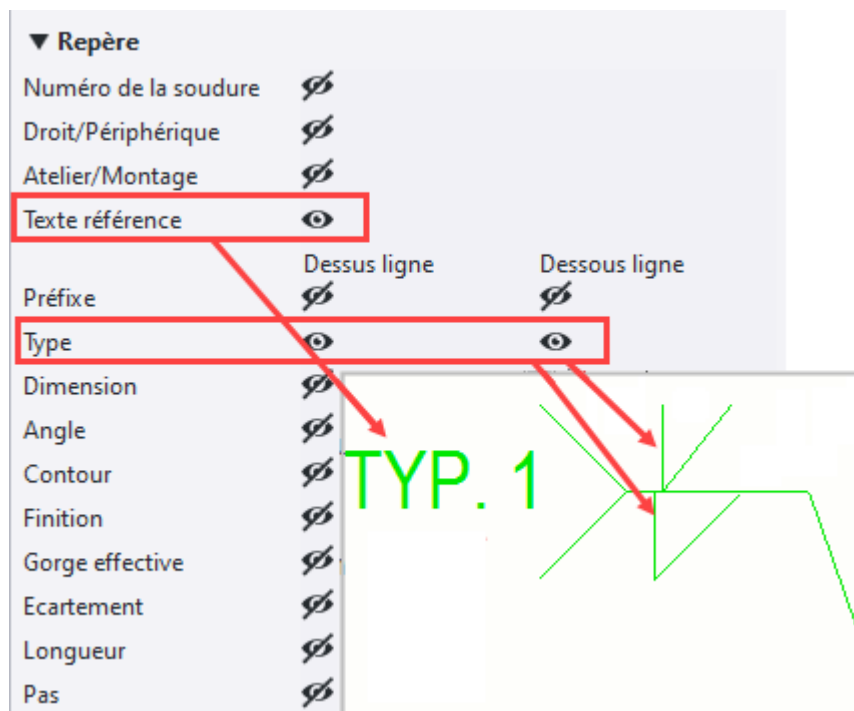 Repère
Numéro de la soudure
Droit/Périphérique
Atelier/Montage
Texte référence
Dessus ligne Dessous ligne
Préfixe
Type
Dimension
Angle
TYP. 1
Contour
Finition
Gorge effective
Ecartement
Longueur
Pas